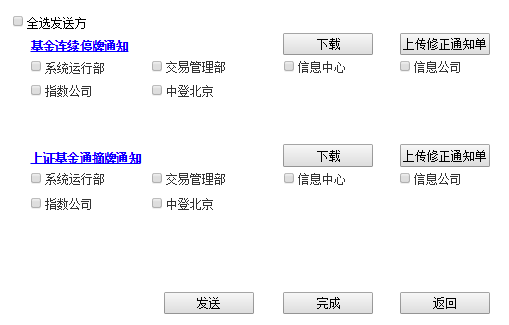 全选发送方
基金连续停牌通知 下载 上传修正通知单
系统运行部 交易管理部 信息中心 信息公司
指数公司 中登北京
上证基金通摘牌通知 下载 上传修正通知单
系统运行部 交易管理部 信息中心 信息公司
指数公司 中登北京
发送 完成 返回